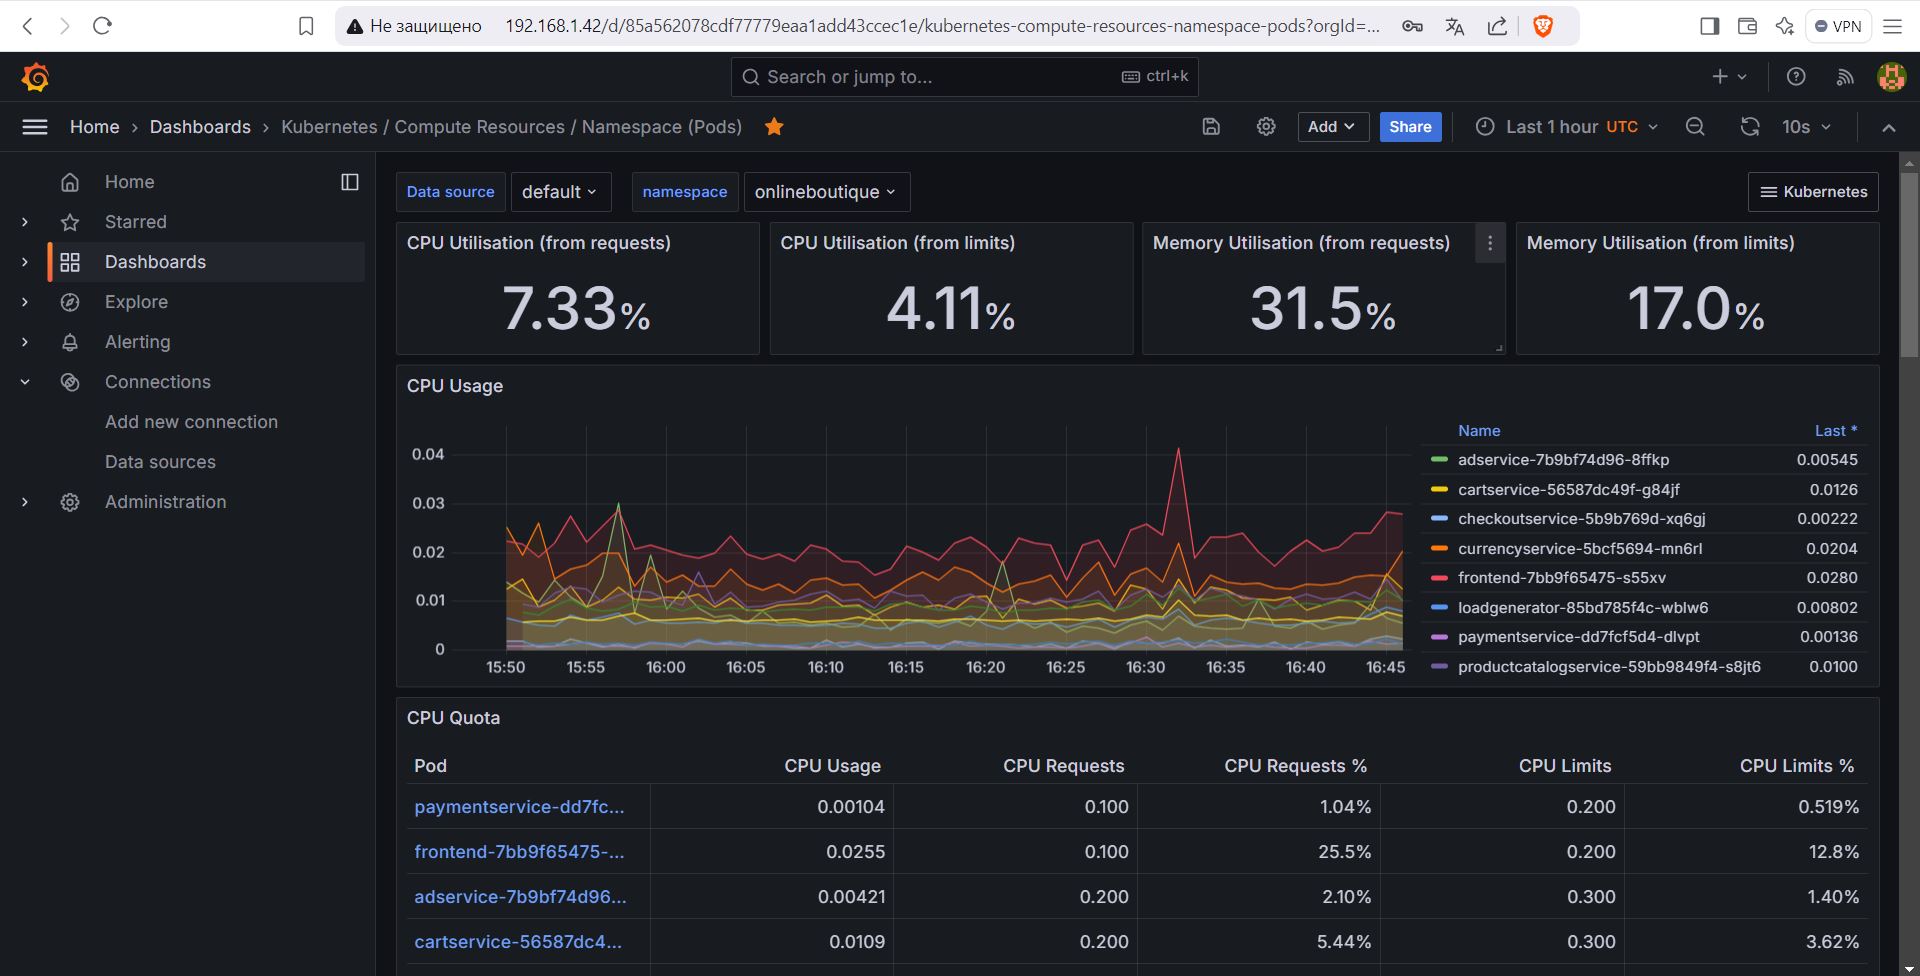 Не защищено 192.168.1.42/d/85a562078cdf77779eaa1add43ccec1e/kubernetes-compute-resources-namespace-pods?orgId=... VPN
Search or jump to... ctrl+k
Home › Dashboards › Kubernetes / Compute Resources / Namespace (Pods) Add Share Last 1 hour UTC 10s
Home
Starred
Dashboards
Explore
Alerting
Connections
Add new connection
Data sources
Administration
Data source default namespace onlineboutique Kubernetes
CPU Utilisation (from requests)
7.33%
CPU Utilisation (from limits)
4.11%
Memory Utilisation (from requests)
31.5%
Memory Utilisation (from limits)
17.0%
CPU Usage
0.04
0.03
0.02
0.01
0
15:50 15:55 16:00 16:05 16:10 16:15 16:20 16:25 16:30 16:35 16:40 16:45
Name Last *
adservice-7b9bf74d96-8ffkp 0.00545
cartservice-56587dc49f-g84jf 0.0126
checkoutservice-5b9b769d-xq6gj 0.00222
currencyservice-5bcf5694-mn6rl 0.0204
frontend-7bb9f65475-s55xv 0.0280
loadgenerator-85bd785f4c-wblw6 0.00802
paymentservice-dd7fcf5d4-dlvpt 0.00136
productcatalogservice-59bb9849f4-s8jt6 0.0100
CPU Quota
Pod CPU Usage CPU Requests CPU Requests % CPU Limits CPU Limits %
paymentservice-dd7fc... 0.00104 0.100 1.04% 0.200 0.519%
frontend-7bb9f65475-... 0.0255 0.100 25.5% 0.200 12.8%
adservice-7b9bf74d96... 0.00421 0.200 2.10% 0.300 1.40%
cartservice-56587dc4... 0.0109 0.200 5.44% 0.300 3.62%